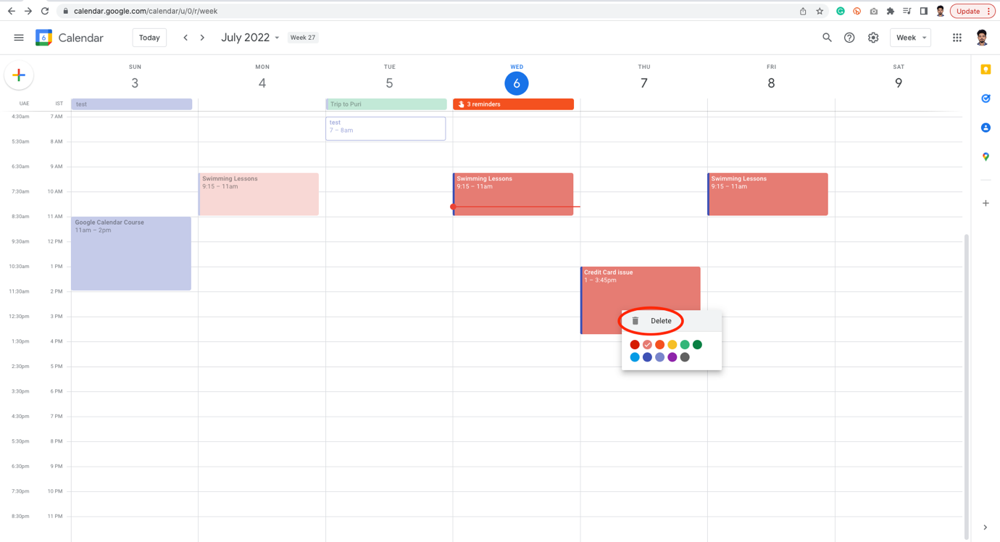 calendar.google.com/calendar/u/0/r/week
Update
6
Calendar
Today
July 2022
Week 27
Week
SUN
MON
TUE
WED
THU
FRI
SAT
3
4
5
6
7
8
9
UAE
IST
test
Trip to Puri
3 reminders
4:30am
7 AM
test
7 – 8am
5:30am
8 AM
6:30am
9 AM
Swimming Lessons
9:15 – 11am
Swimming Lessons
9:15 – 11am
Swimming Lessons
9:15 – 11am
7:30am
10 AM
8:30am
11 AM
Google Calendar Course
11am – 2pm
9:30am
12 PM
10:30am
1 PM
Credit Card issue
1 – 3:45pm
11:30am
2 PM
12:30pm
3 PM
Delete
1:30pm
4 PM
2:30pm
5 PM
3:30pm
6 PM
4:30pm
7 PM
5:30pm
8 PM
6:30pm
9 PM
7:30pm
10 PM
8:30pm
11 PM